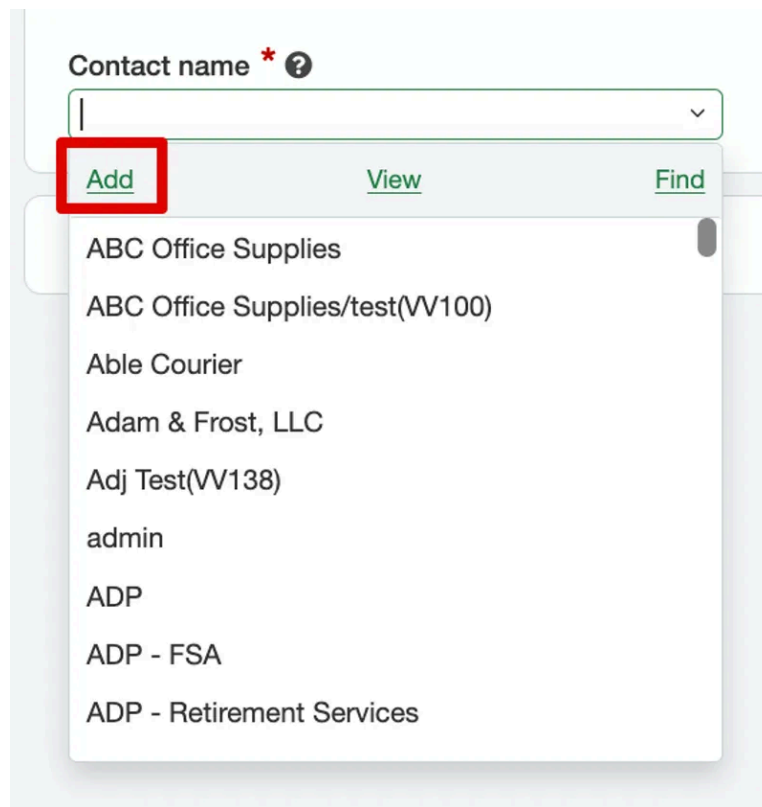 Contact name *
Add View Find
ABC Office Supplies
ABC Office Supplies/test(VV100)
Able Courier
Adam & Frost, LLC
Adj Test(VV138)
admin
ADP
ADP - FSA
ADP - Retirement Services